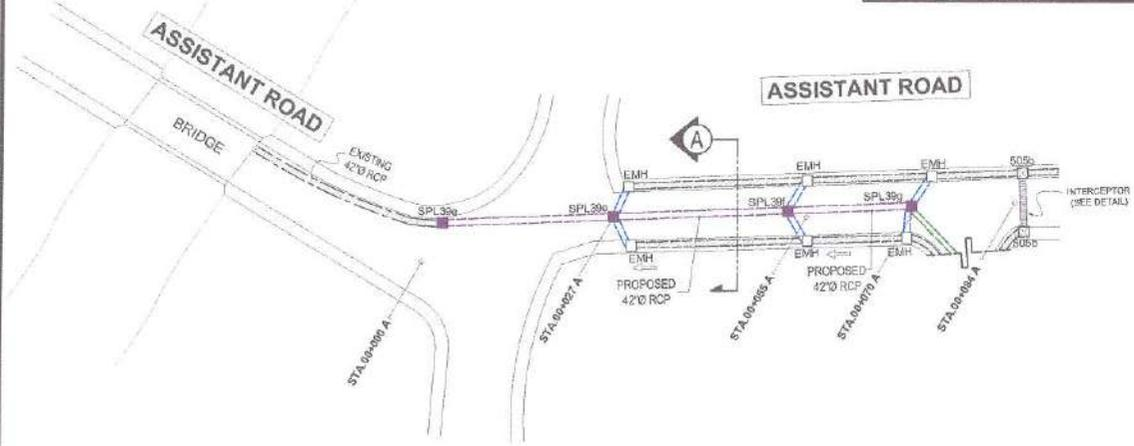 ASSISTANT ROAD
BRIDGE
EXISTING
42"Ø RCP
ASSISTANT ROAD
A
EMH
EMH
EMH
505b
INTERCEPTOR
(SEE DETAIL)
SPL39e
SPL39f
SPL39g
505b
EMH
EMH
EMH
PROPOSED
42"Ø RCP
PROPOSED
42"Ø RCP
STA.00+000 A
STA.00+027 A
STA.00+055 A
STA.00+070 A
STA.00+094 A